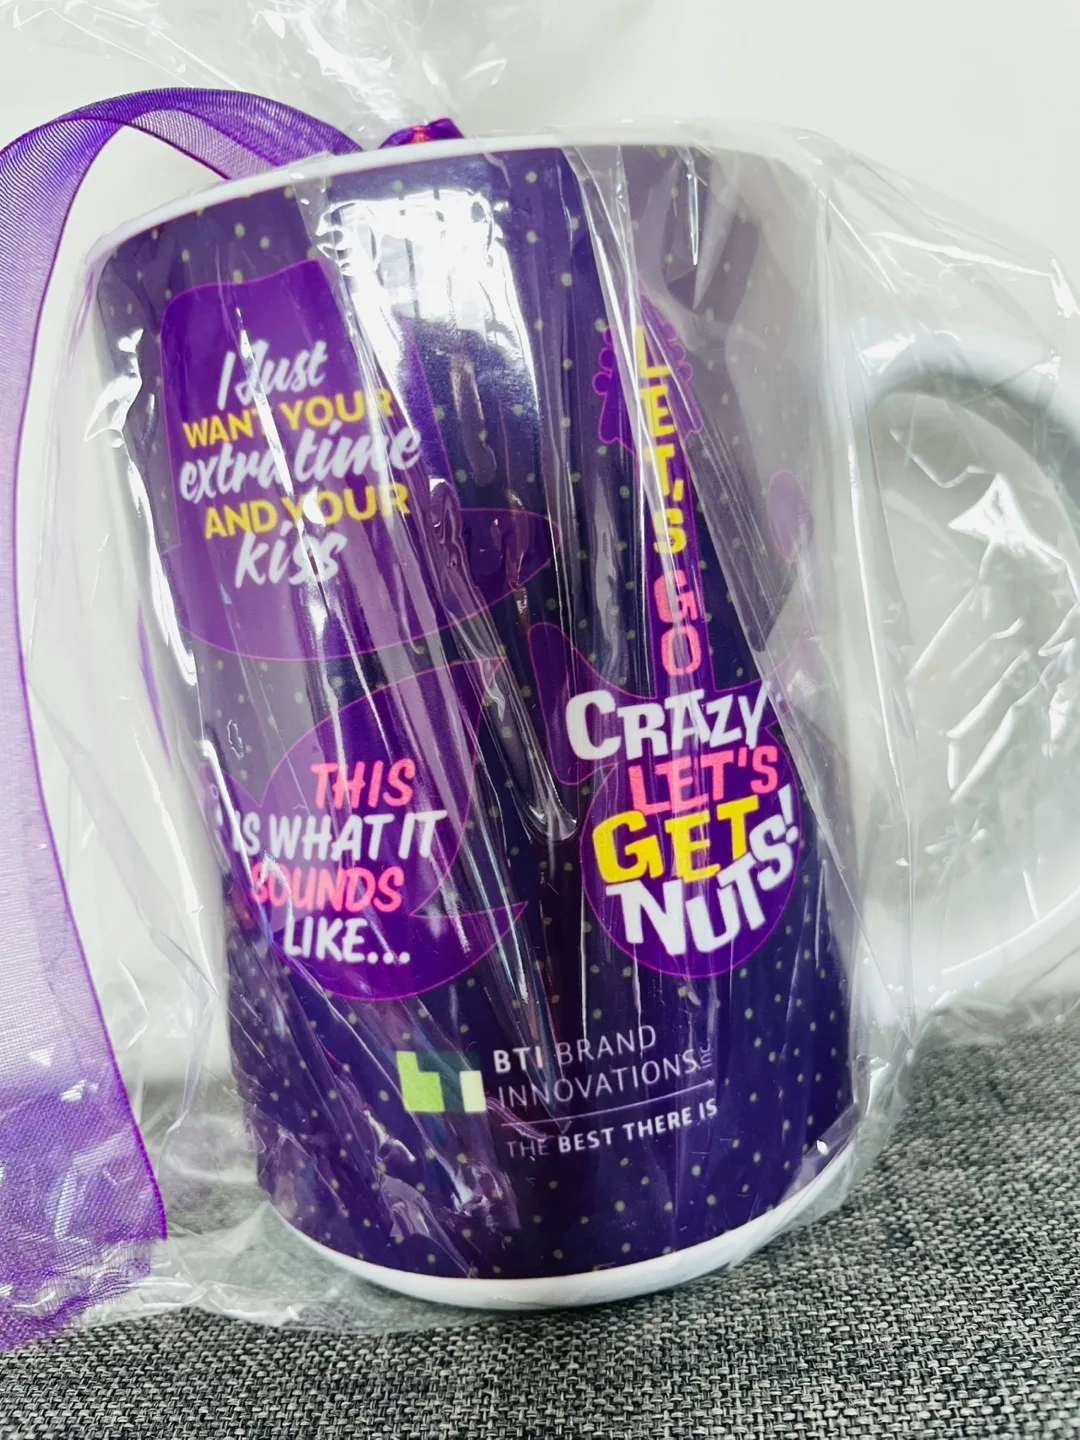 I Just
WANT YOUR
extra time
AND YOUR
kiss
THIS
IS WHAT IT
SOUNDS
LIKE...
LET'S
GO
CRAZY
LET'S
GET
NUTS!
BTI BRAND
INNOVATIONS INC
THE BEST THERE IS